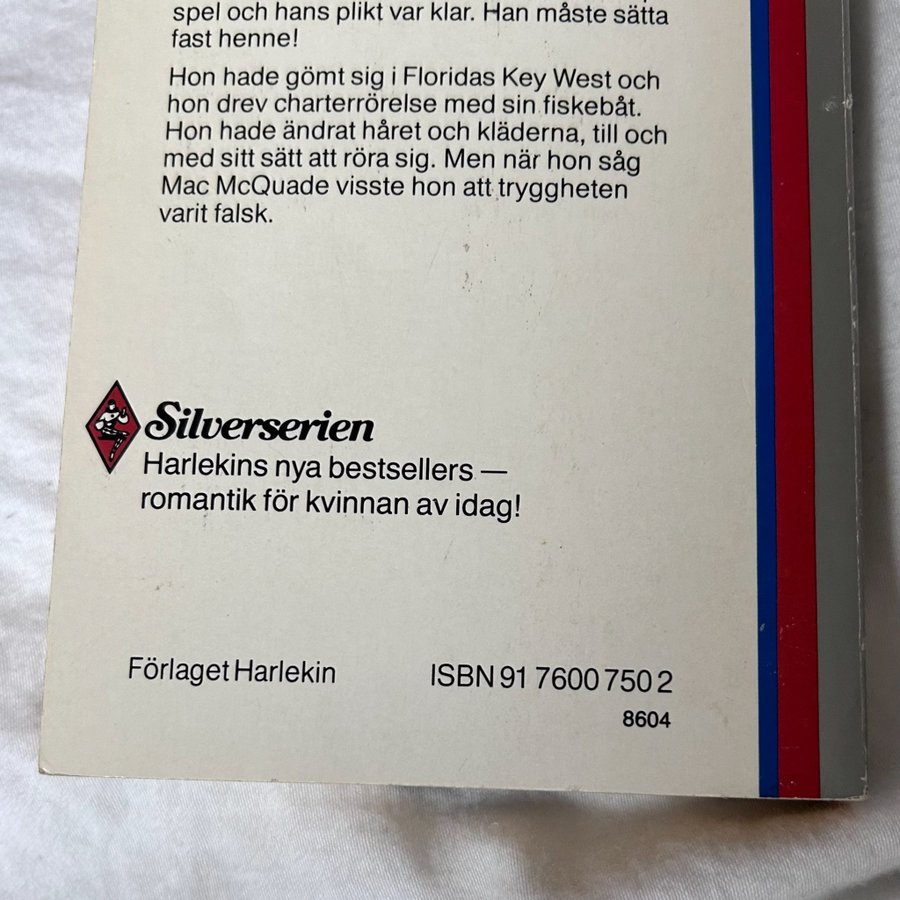 spel och hans plikt var klar. Han måste sätta
fast henne!
Hon hade gömt sig i Floridas Key West och
hon drev charterrörelse med sin fiskebåt.
Hon hade ändrat håret och kläderna, till och
med sitt sätt att röra sig. Men när hon såg
Mac McQuade visste hon att tryggheten
varit falsk.
Silverserien
Harlekins nya bestsellers —
romantik för kvinnan av idag!
Förlaget Harlekin
ISBN 91 7600 750 2
8604